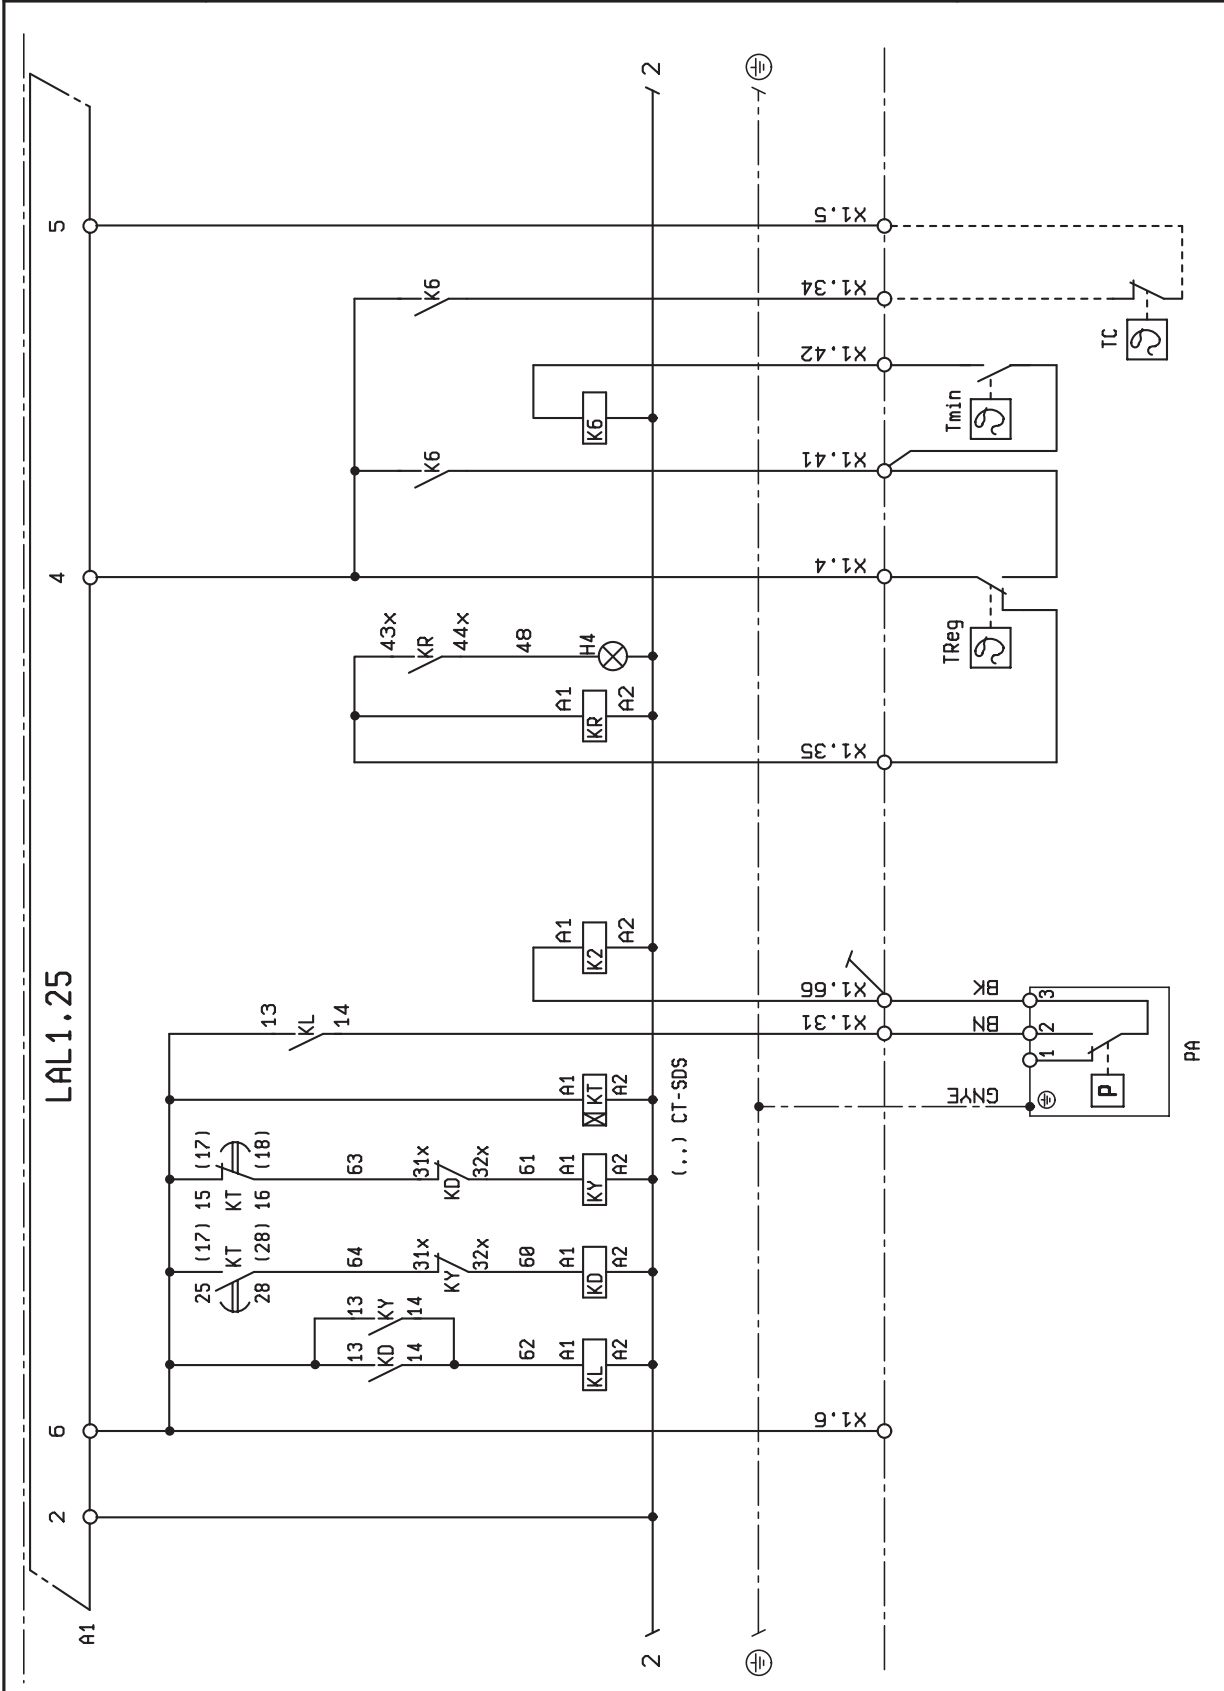 LAL1.25
A1
2
6
4
5
13
KL
14
25
KT
28
(17)
(28)
15
KT
16
(17)
(18)
13
KY
14
13
KD
14
64
31x
KY
32x
60
63
31x
KD
32x
61
62
A1
KL
A2
A1
KD
A2
A1
KY
A2
A1
KT
A2
A1
K2
A2
A1
KR
A2
43x
KR
44x
48
H4
K6
K6
K6
2
2
(..) CT-SDS
X1.6
X1.31
X1.66
X1.35
X1.4
X1.41
X1.42
X1.34
X1.5
GNYE
BN
BK
1
2
3
P
PA
TReg
Tmin
TC